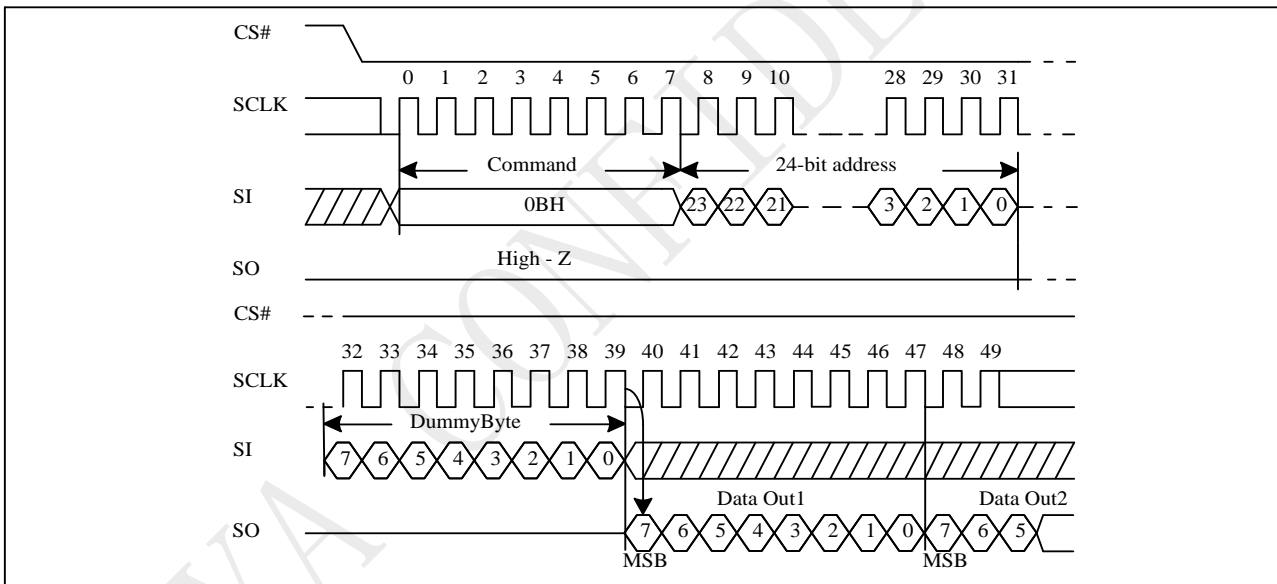 CS#
0 1 2 3 4 5 6 7 8 9 10 28 29 30 31
SCLK
Command 24-bit address
SI 0BH 23 22 21 3 2 1 0
High - Z
SO
CS#
32 33 34 35 36 37 38 39 40 41 42 43 44 45 46 47 48 49
SCLK
DummyByte
SI 7 6 5 4 3 2 1 0
Data Out1 Data Out2
SO 7 6 5 4 3 2 1 0 7 6 5
MSB MSB